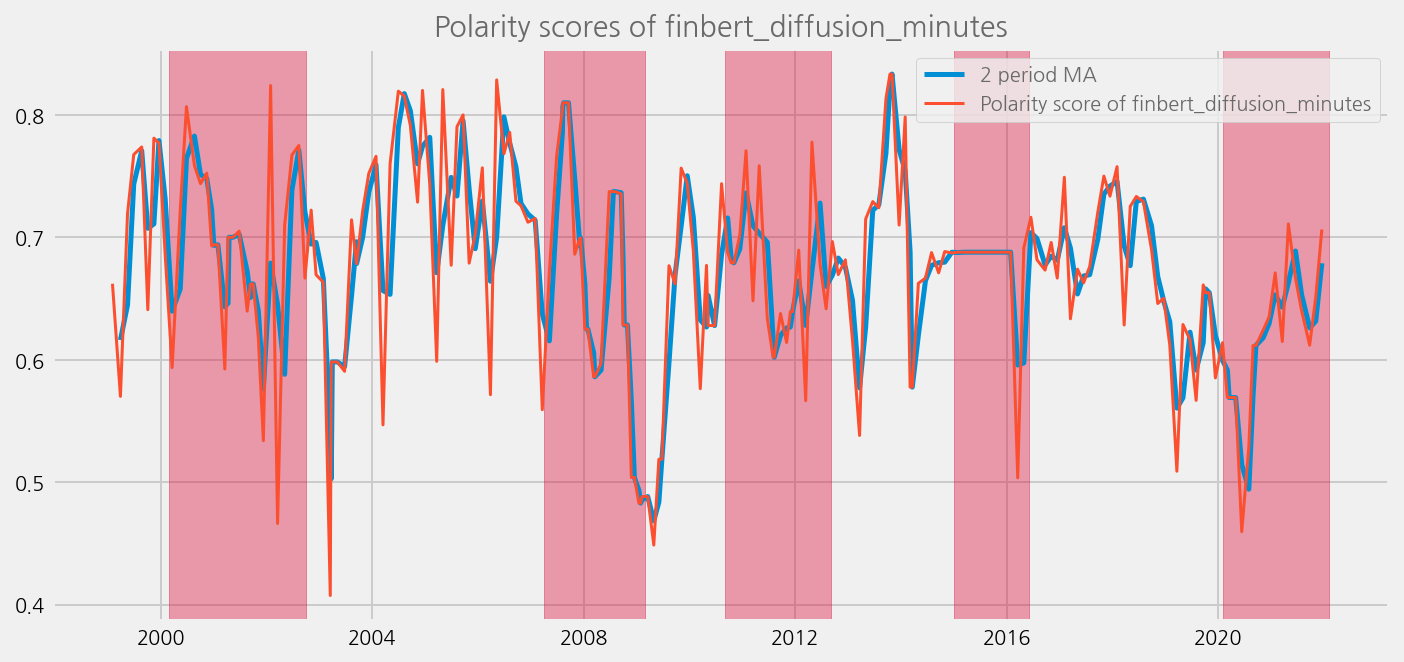 Polarity scores of finbert_diffusion_minutes
2 period MA
Polarity score of finbert_diffusion_minutes
0.8
0.7
0.6
0.5
0.4
2000 2004 2008 2012 2016 2020